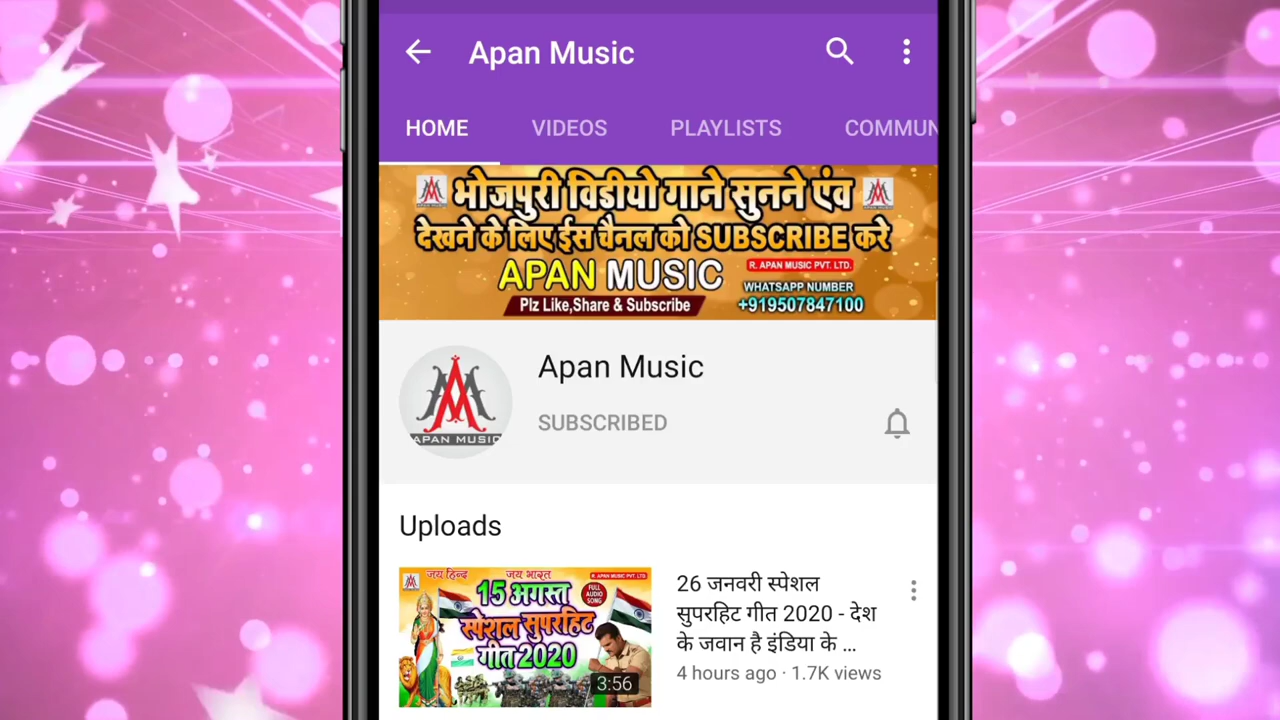 Apan Music
HOME VIDEOS PLAYLISTS COMMUN
भोजपुरी विडीयो गाने सुनने एंव
देखने के लिए ईस चैनल को SUBSCRIBE करे
APAN MUSIC
R. APAN MUSIC PVT. LTD.
WHATSAPP NUMBER
Plz Like,Share & Subscribe
+919507847100
Apan Music
SUBSCRIBED
APAN MUSIC
Uploads
जय हिन्द जय भारत
R. APAN MUSIC PVT. LTD.
15 अगस्त
FULL
AUDIO
SONG
स्पेशल सुपरहिट
गीत 2020
3:56
26 जनवरी स्पेशल
सुपरहिट गीत 2020 - देश
के जवान है इंडिया के ...
4 hours ago · 1.7K views